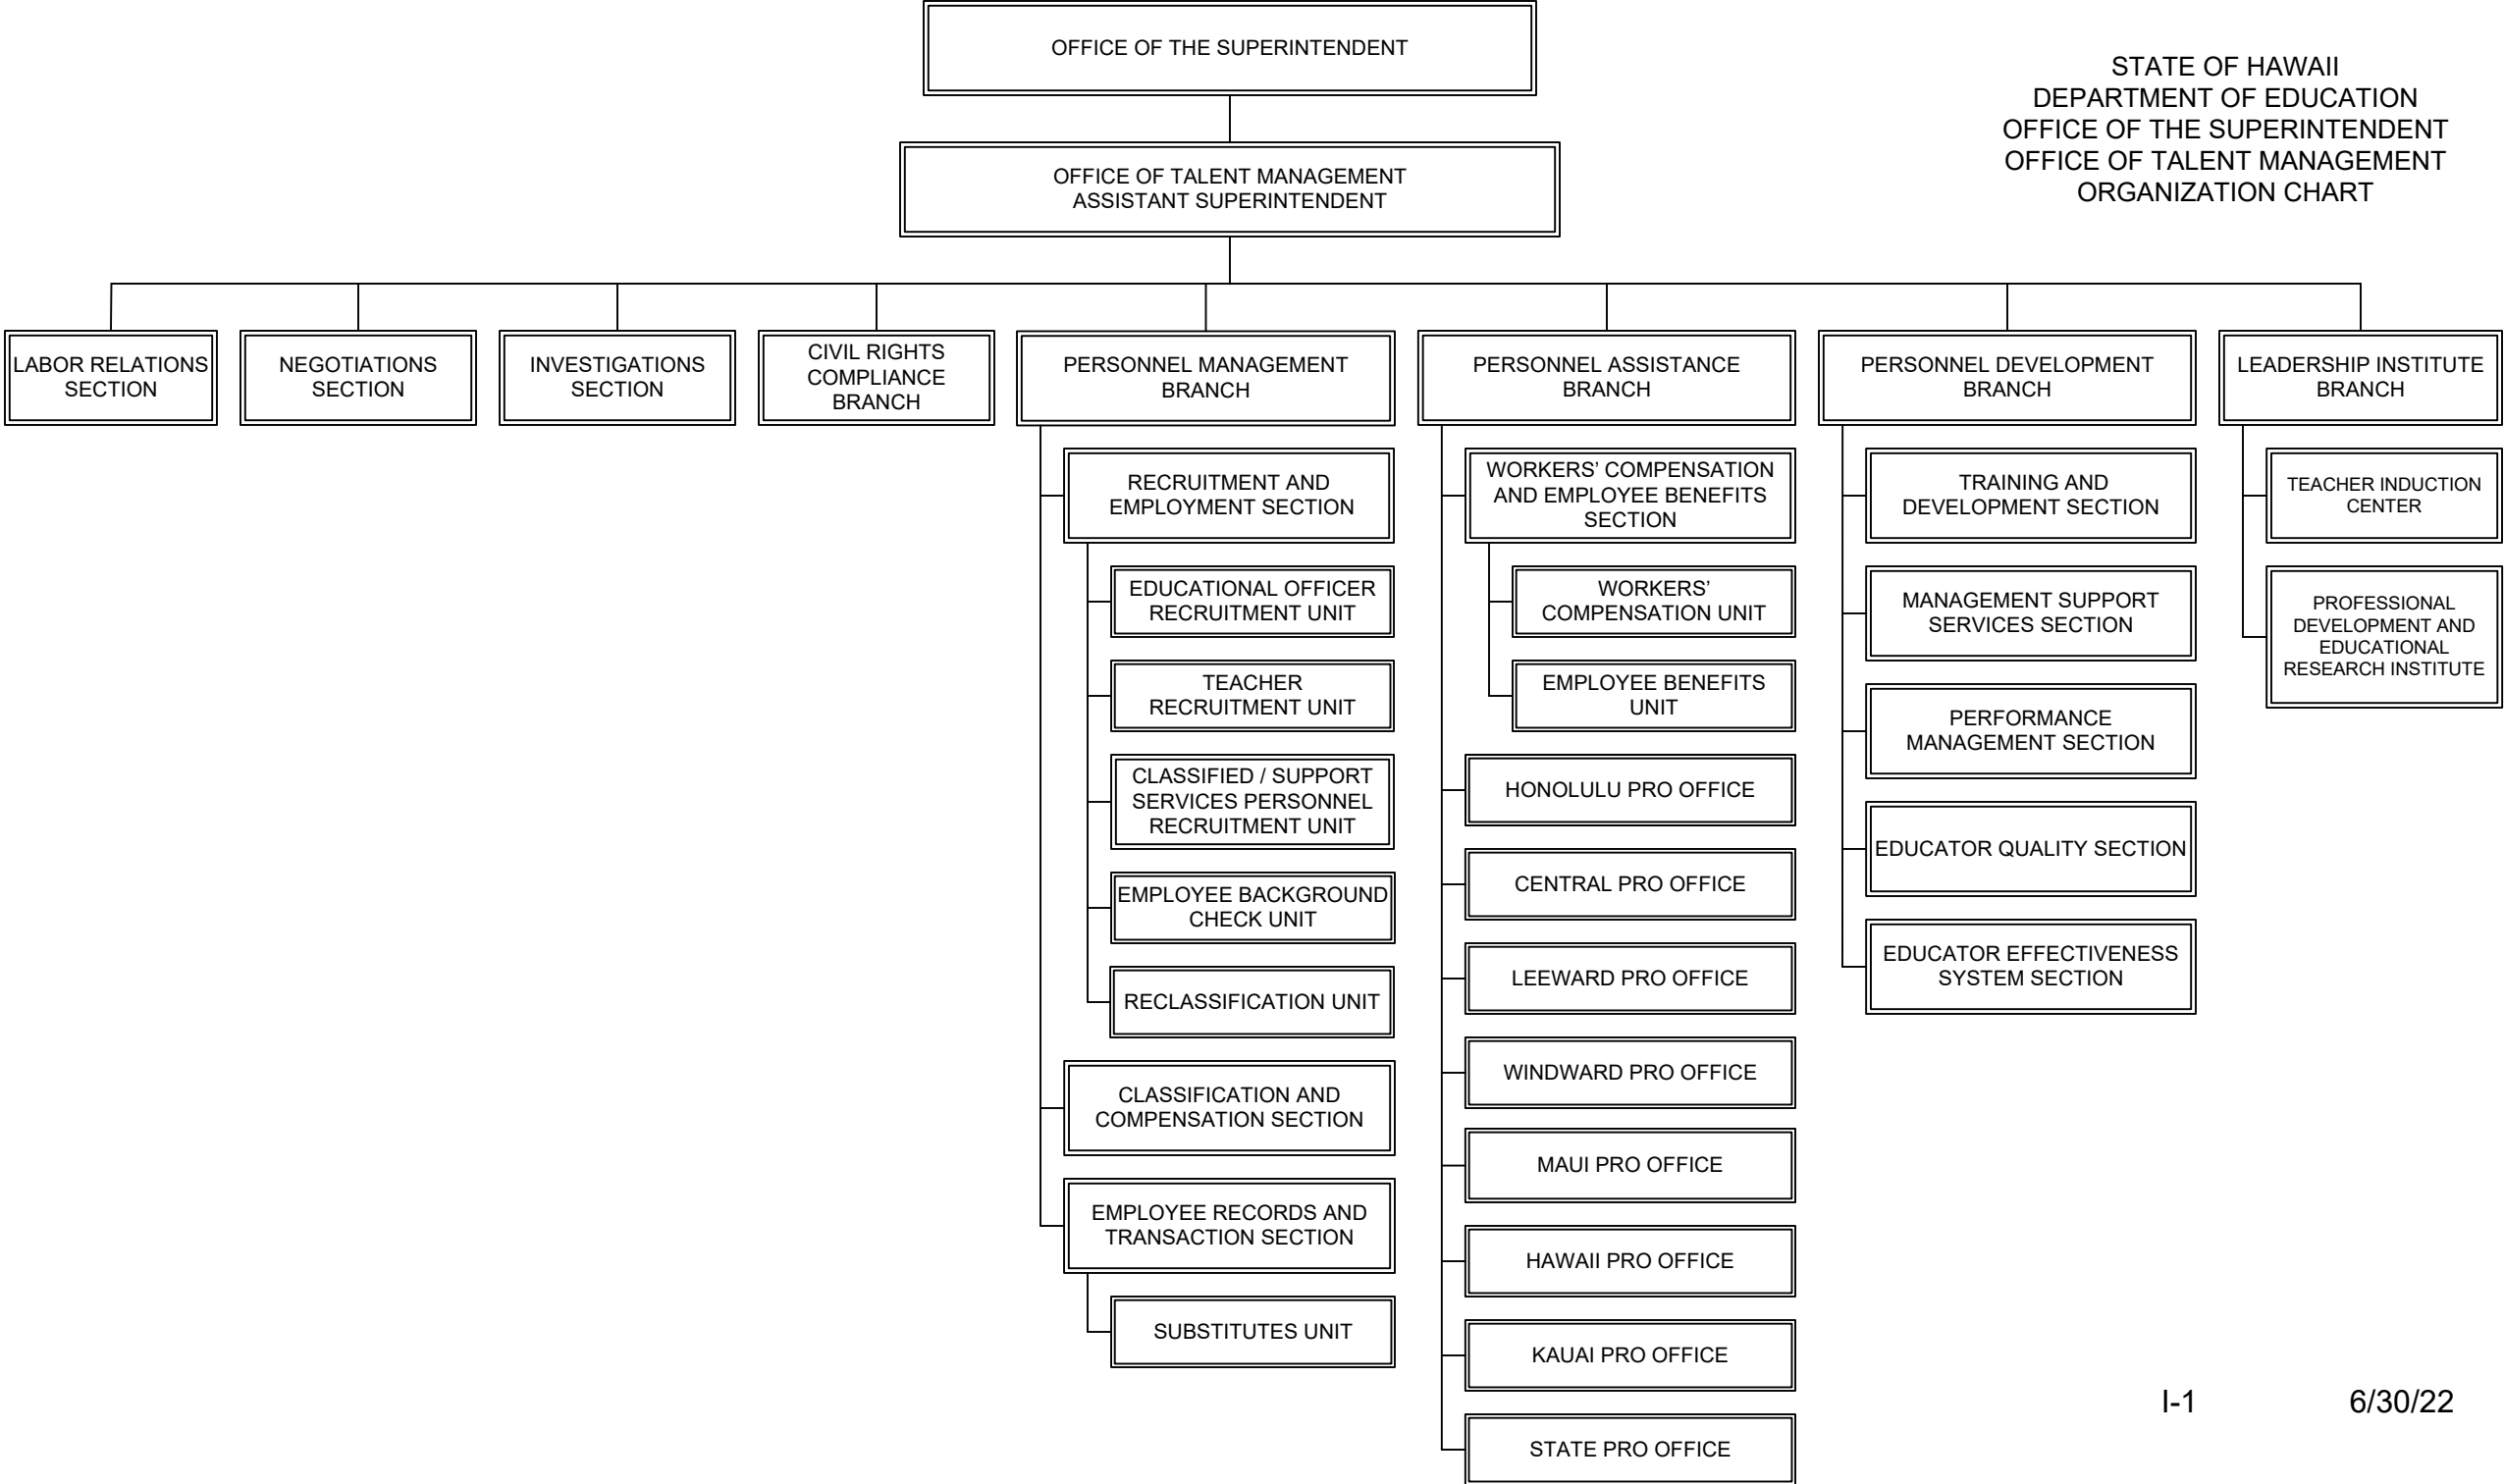 OFFICE OF THE SUPERINTENDENT
STATE OF HAWAII
DEPARTMENT OF EDUCATION
OFFICE OF THE SUPERINTENDENT
OFFICE OF TALENT MANAGEMENT
ORGANIZATION CHART
OFFICE OF TALENT MANAGEMENT
ASSISTANT SUPERINTENDENT
LABOR RELATIONS
SECTION
NEGOTIATIONS
SECTION
INVESTIGATIONS
SECTION
CIVIL RIGHTS
COMPLIANCE
BRANCH
PERSONNEL MANAGEMENT
BRANCH
RECRUITMENT AND
EMPLOYMENT SECTION
EDUCATIONAL OFFICER
RECRUITMENT UNIT
TEACHER
RECRUITMENT UNIT
CLASSIFIED / SUPPORT
SERVICES PERSONNEL
RECRUITMENT UNIT
EMPLOYEE BACKGROUND
CHECK UNIT
RECLASSIFICATION UNIT
CLASSIFICATION AND
COMPENSATION SECTION
EMPLOYEE RECORDS AND
TRANSACTION SECTION
SUBSTITUTES UNIT
PERSONNEL ASSISTANCE
BRANCH
WORKERS’ COMPENSATION
AND EMPLOYEE BENEFITS
SECTION
WORKERS’
COMPENSATION UNIT
EMPLOYEE BENEFITS
UNIT
HONOLULU PRO OFFICE
CENTRAL PRO OFFICE
LEEWARD PRO OFFICE
WINDWARD PRO OFFICE
MAUI PRO OFFICE
HAWAII PRO OFFICE
KAUAI PRO OFFICE
STATE PRO OFFICE
PERSONNEL DEVELOPMENT
BRANCH
TRAINING AND
DEVELOPMENT SECTION
MANAGEMENT SUPPORT
SERVICES SECTION
PERFORMANCE
MANAGEMENT SECTION
EDUCATOR QUALITY SECTION
EDUCATOR EFFECTIVENESS
SYSTEM SECTION
LEADERSHIP INSTITUTE
BRANCH
TEACHER INDUCTION
CENTER
PROFESSIONAL
DEVELOPMENT AND
EDUCATIONAL
RESEARCH INSTITUTE
I-1 6/30/22